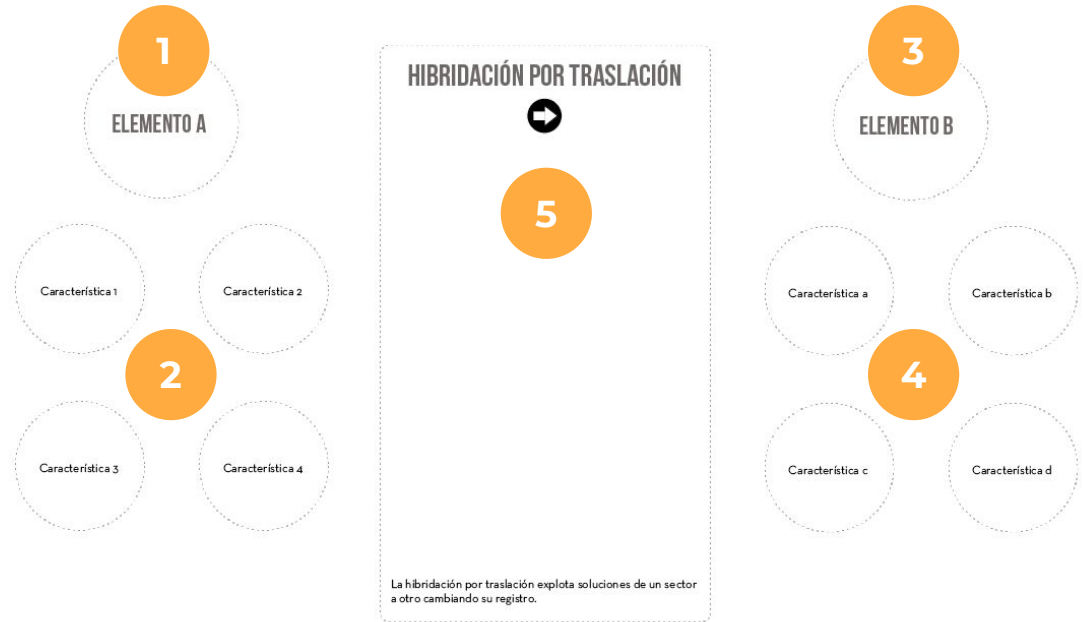 1
ELEMENTO A
Característica 1
Característica 2
2
Característica 3
Característica 4
HIBRIDACIÓN POR TRASLACIÓN
5
La hibridación por traslación explota soluciones de un sector
a otro cambiando su registro.
3
ELEMENTO B
Característica a
Característica b
4
Característica c
Característica d